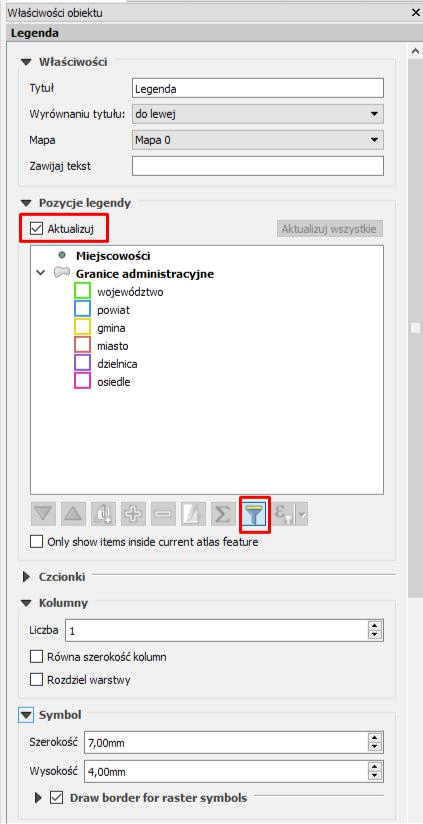 Właściwości obiektu
Legenda
Właściwości
Tytuł Legenda
Wyrównaniu tytułu: do lewej
Mapa Mapa 0
Zawijaj tekst
Pozycje legendy
Aktualizuj Aktualizuj wszystkie
Miejscowości
Granice administracyjne
województwo
powiat
gmina
miasto
dzielnica
osiedle
Σ ε
Only show items inside current atlas feature
Czcionki
Kolumny
Liczba 1
Równa szerokość kolumn
Rozdziel warstwy
Symbol
Szerokość 7,00mm
Wysokość 4,00mm
Draw border for raster symbols